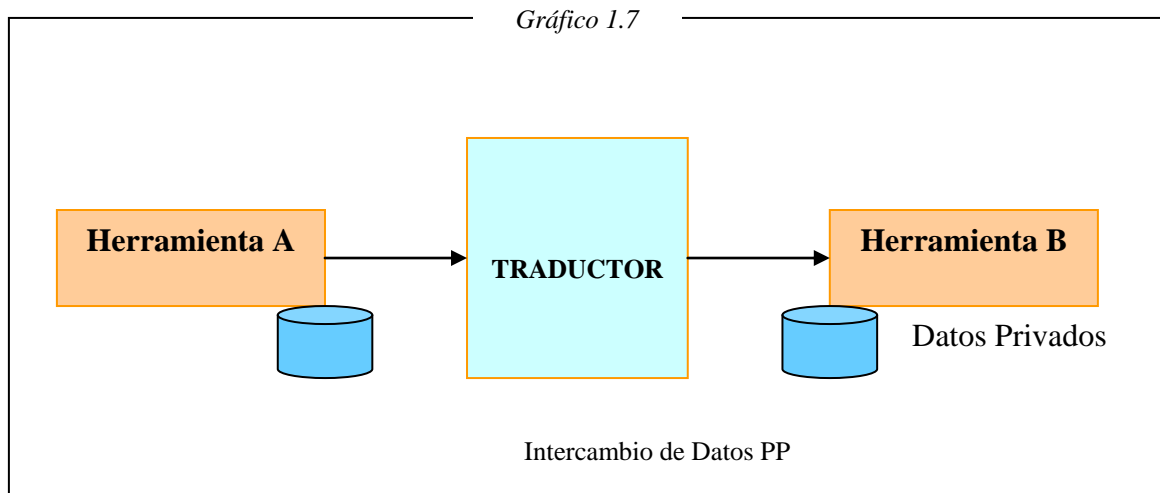 Gráfico 1.7
Herramienta A
TRADUCTOR
Herramienta B
Datos Privados
Intercambio de Datos PP